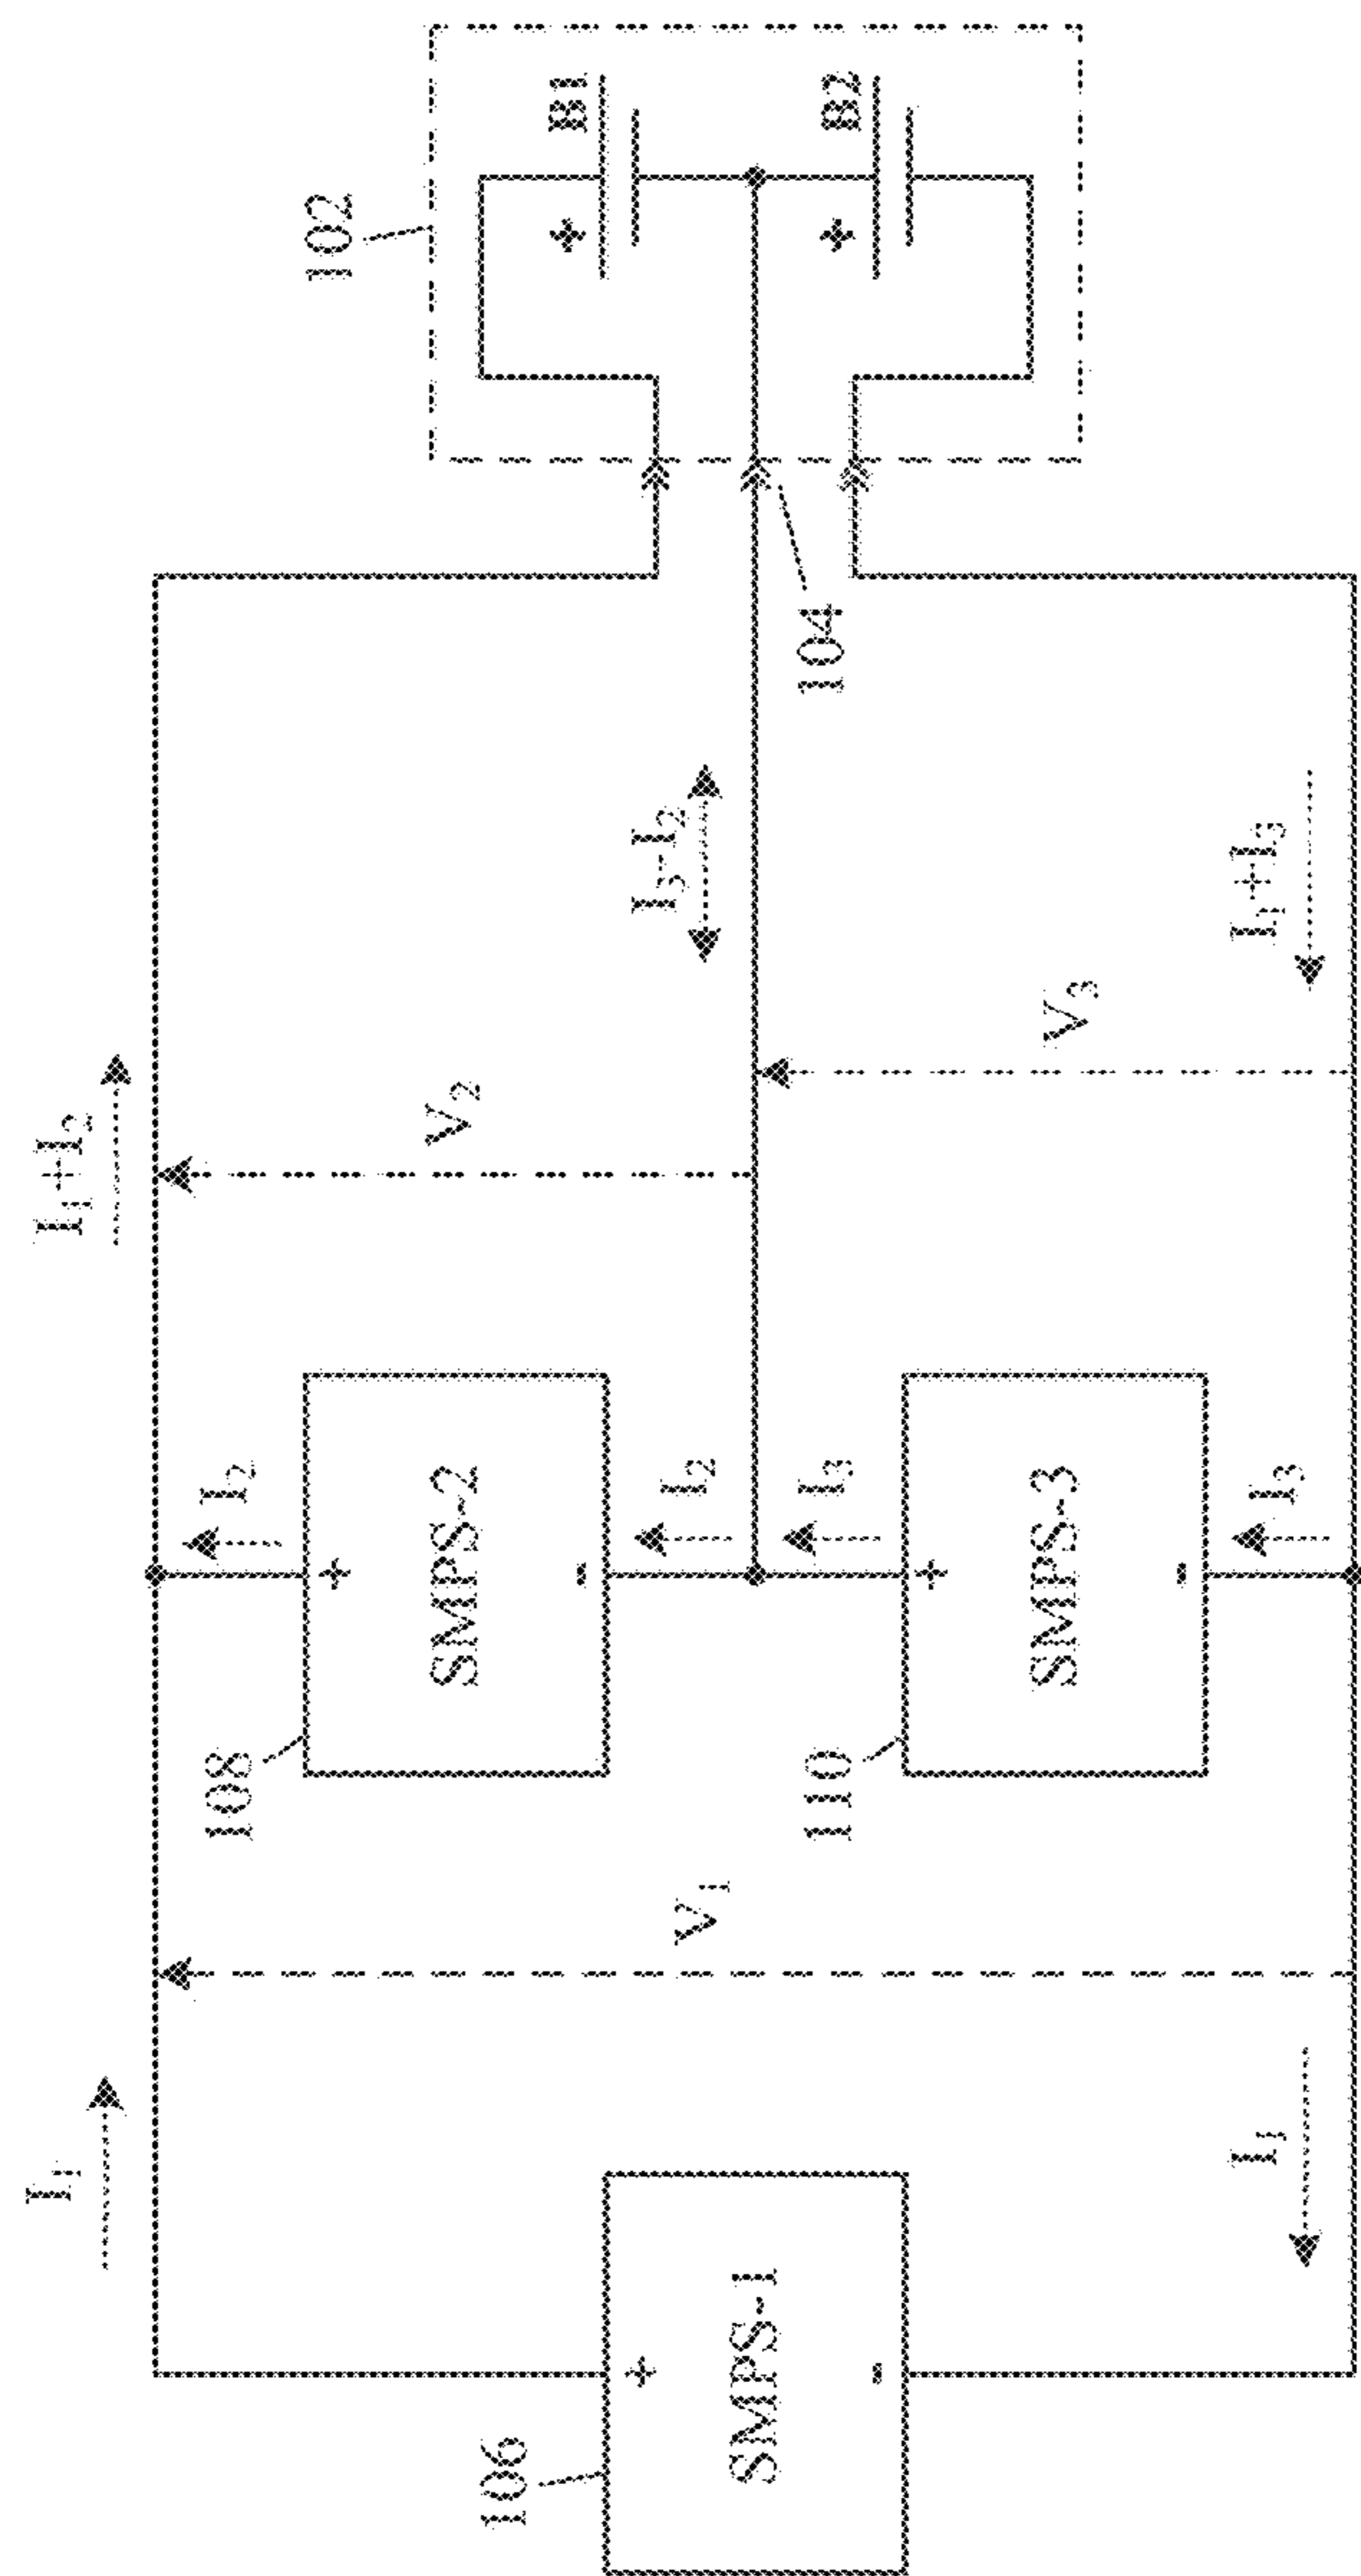 I₁
I₁+I₂
106
SMPS-1
+
-
V₁
108
SMPS-2
+
-
I₂
I₂
110
SMPS-3
+
-
I₃
I₃
V₂
V₃
I₃-I₂
I₁+I₃
I₁
104
102
B1
+
B2
+